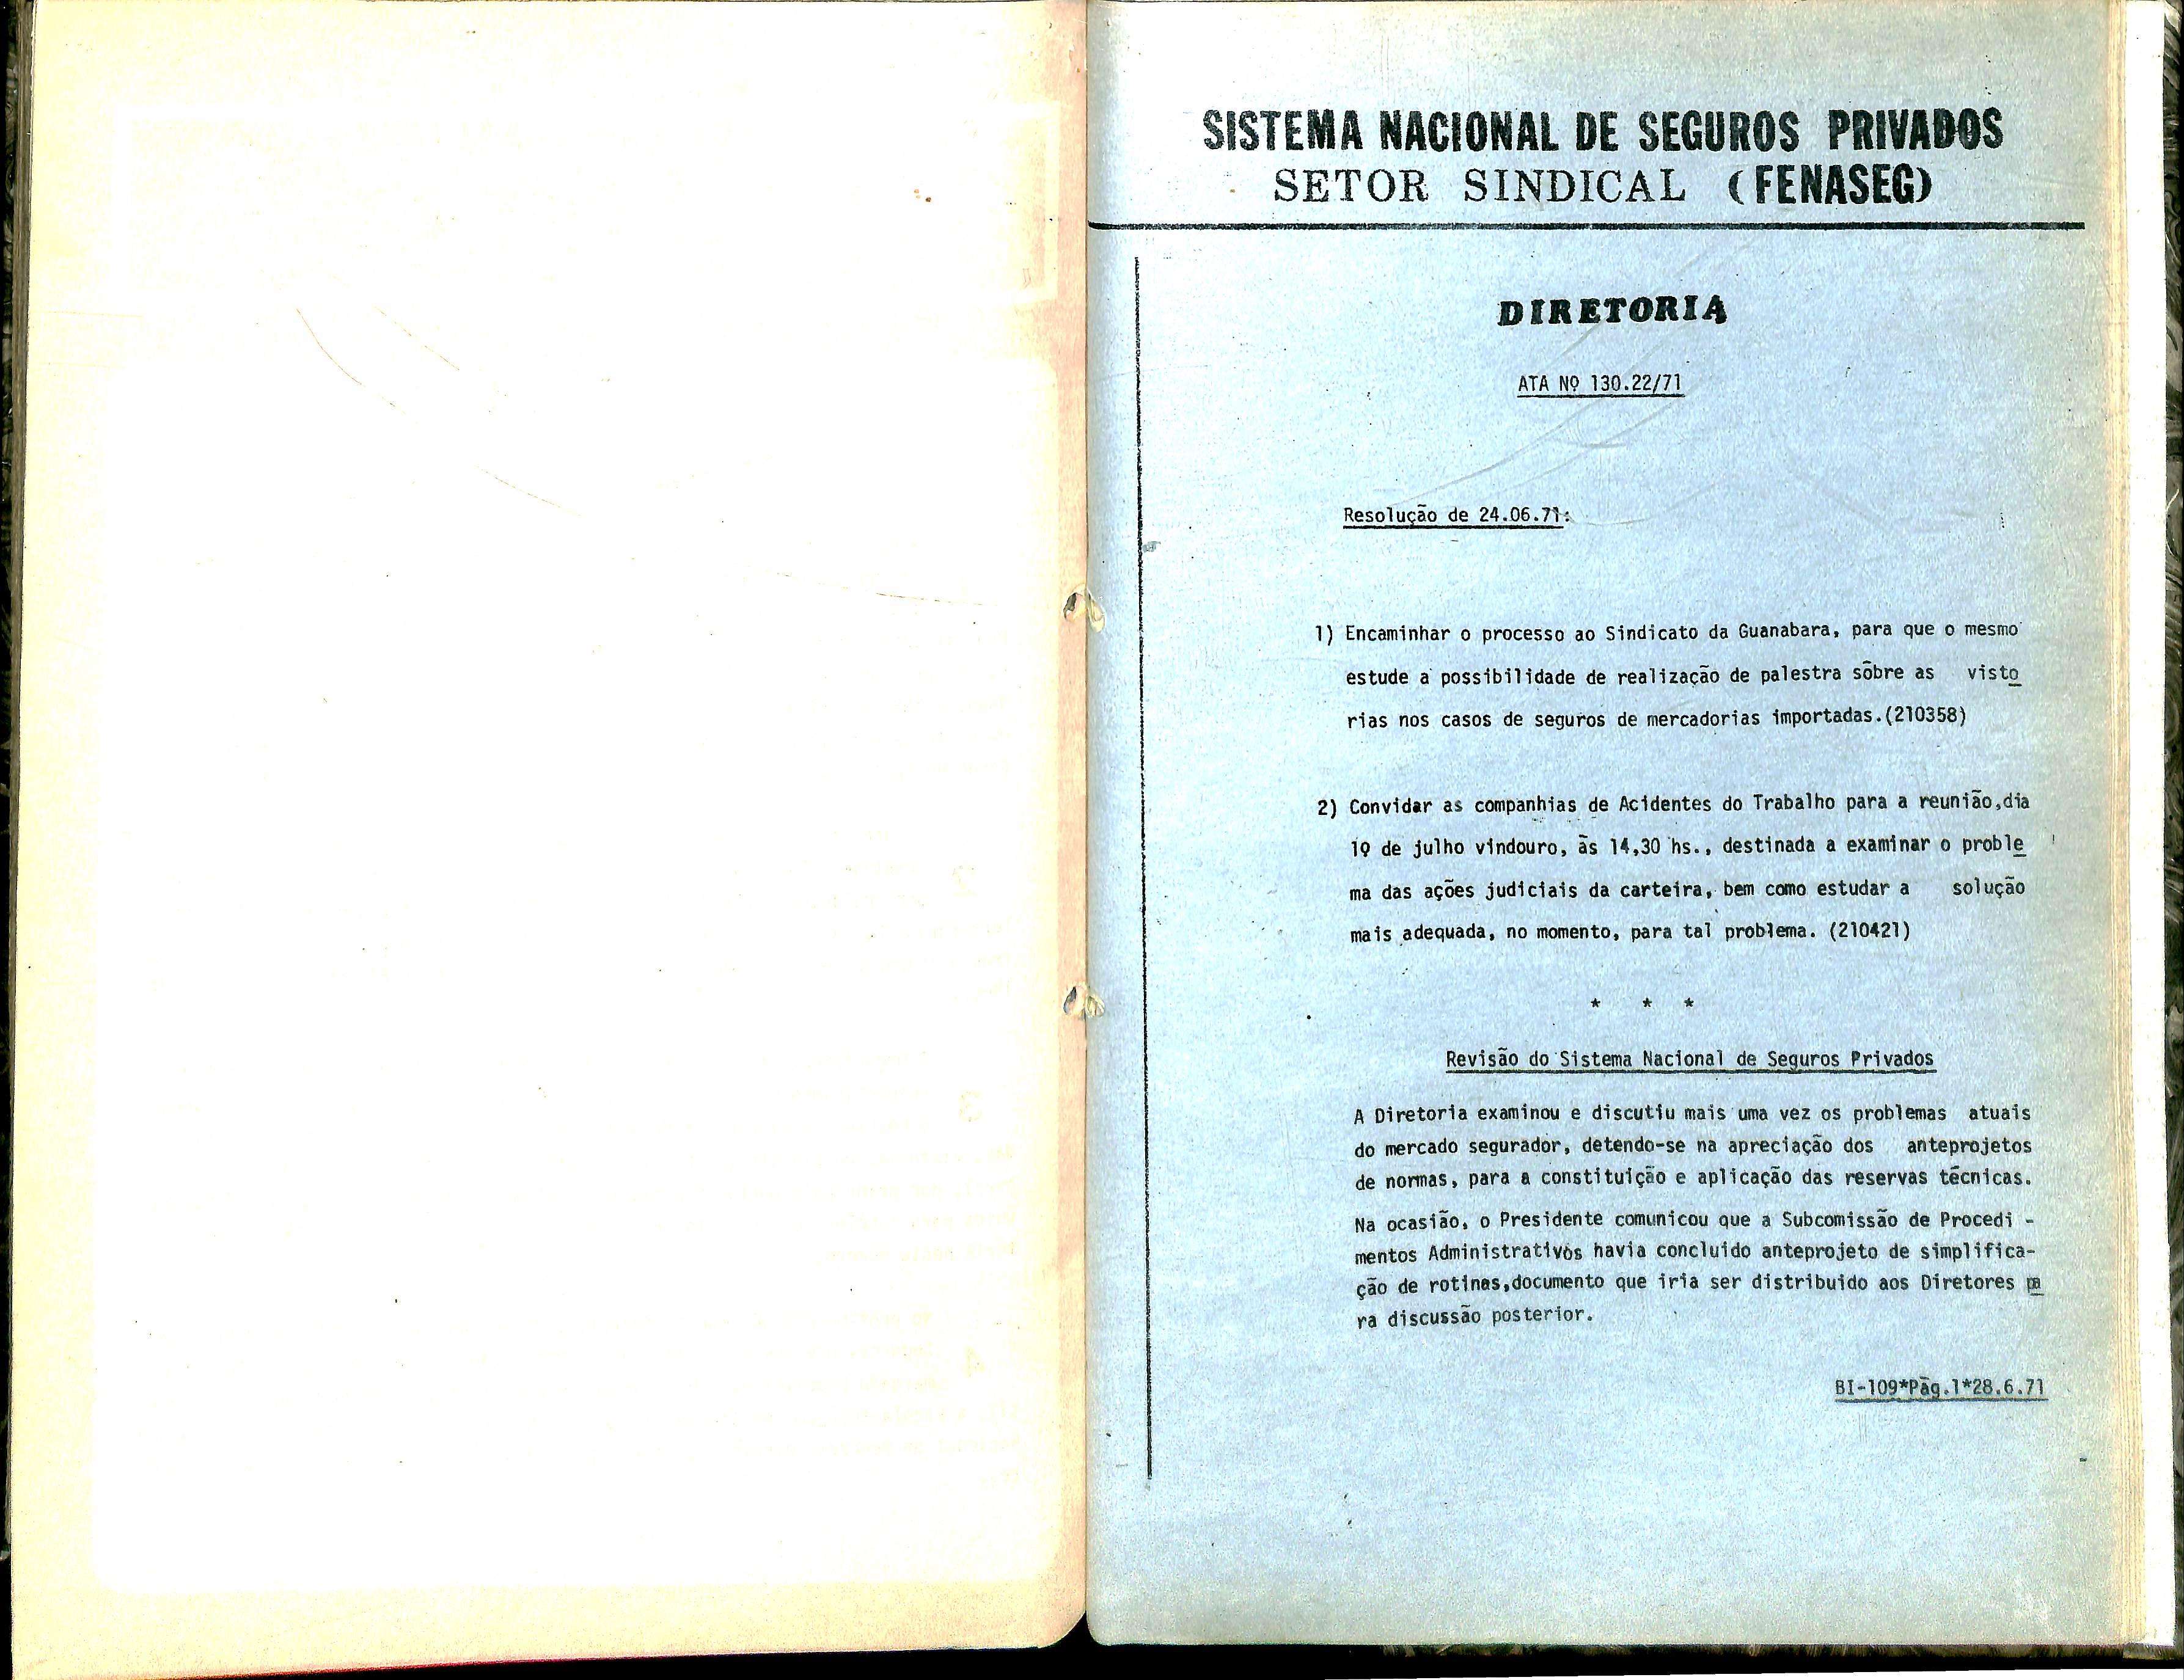 SISTEMA NACIONAL DE SEGUROS PRIVADOS
SETOR SINDICAL (FENASEG)
DIRETORIA
ATA Nº 130.22/71
Resolução de 24.06.71:
1) Encaminhar o processo ao Sindicato da Guanabara, para que o mesmo
estude a possibilidade de realização de palestra sôbre as visto
rias nos casos de seguros de mercadorias importadas.(210358)
2) Convidar as companhias de Acidentes do Trabalho para a reunião,dia
1º de julho vindouro, às 14,30 hs., destinada a examinar o proble
ma das ações judiciais da carteira, bem como estudar a solução
mais adequada, no momento, para tal problema. (210421)
* * *
Revisão do Sistema Nacional de Seguros Privados
A Diretoria examinou e discutiu mais uma vez os problemas atuais
do mercado segurador, detendo-se na apreciação dos anteprojetos
de normas, para a constituição e aplicação das reservas técnicas.
Na ocasião, o Presidente comunicou que a Subcomissão de Procedi -
mentos Administrativos havia concluido anteprojeto de simplifica-
ção de rotinas,documento que iria ser distribuido aos Diretores pa
ra discussão posterior.
BI-109*Pág.1*28.6.71